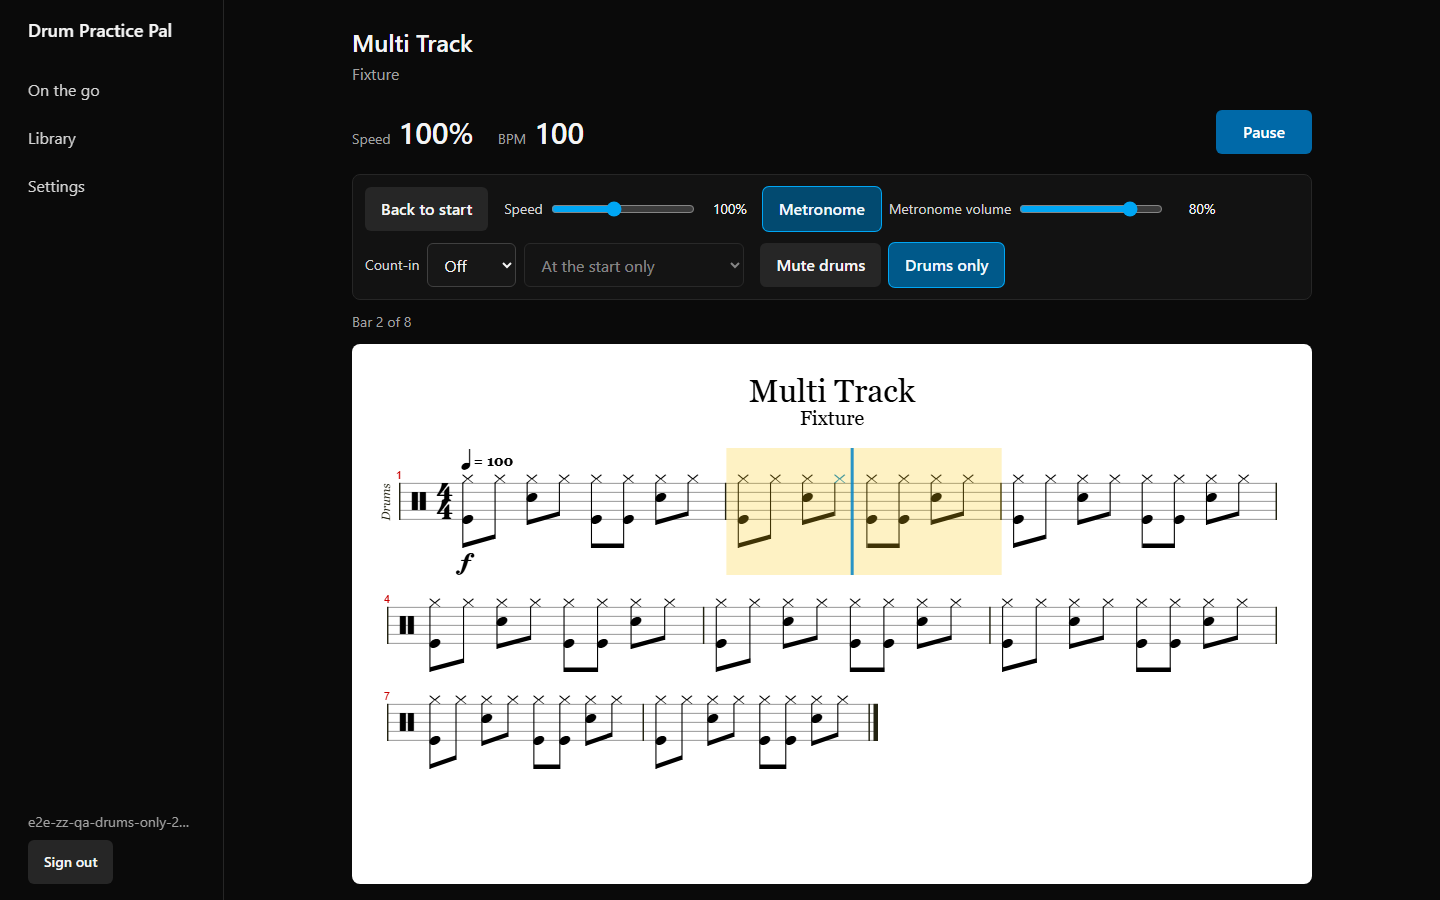 Drum Practice Pal
On the go
Library
Settings
e2e-zz-qa-drums-only-2...
Sign out
Multi Track
Fixture
Speed 100% BPM 100
Pause
Back to start Speed 100% Metronome Metronome volume 80%
Count-in Off At the start only Mute drums Drums only
Bar 2 of 8
Multi Track
Fixture
= 100
1
Drums
4
4
f
4
7